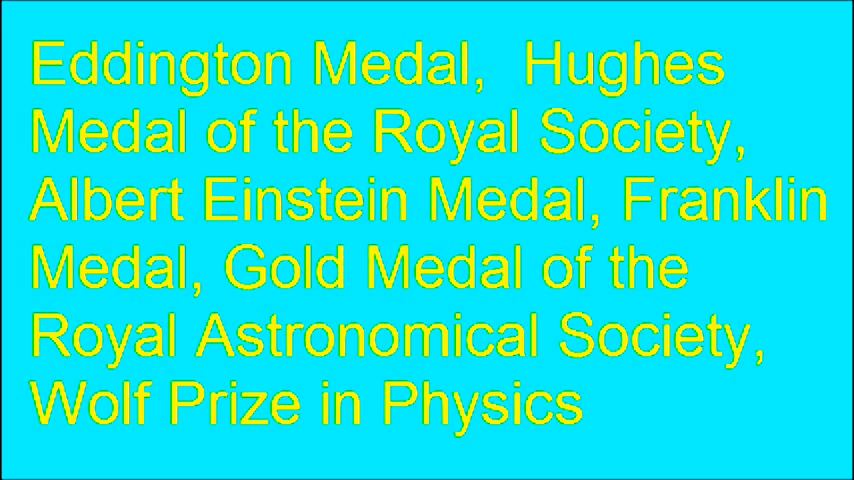 Eddington Medal,  Hughes
Medal of the Royal Society,
Albert Einstein Medal, Franklin
Medal, Gold Medal of the
Royal Astronomical Society,
Wolf Prize in Physics